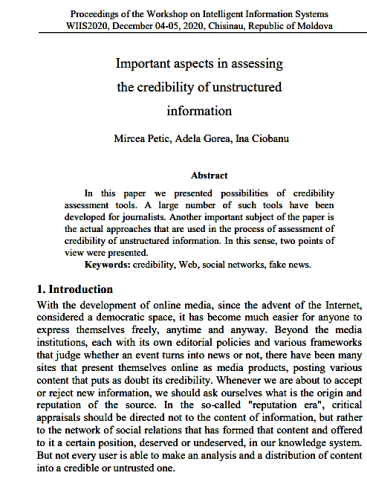 Proceedings of the Workshop on Intelligent Information Systems
WIIS2020, December 04-05, 2020, Chisinau, Republic of Moldova
Important aspects in assessing
the credibility of unstructured
information
Mircea Petic, Adela Gorea, Ina Ciobanu
Abstract
In this paper we presented possibilities of credibility
assessment tools. A large number of such tools have been
developed for journalists. Another important subject of the paper is
the actual approaches that are used in the process of assessment of
credibility of unstructured information. In this sense, two points of
view were presented.
Keywords: credibility, Web, social networks, fake news.
1. Introduction
With the development of online media, since the advent of the Internet,
considered a democratic space, it has become much easier for anyone to
express themselves freely, anytime and anyway. Beyond the media
institutions, each with its own editorial policies and various frameworks
that judge whether an event turns into news or not, there have been many
sites that present themselves online as media products, posting various
content that puts as doubt its credibility. Whenever we are about to accept
or reject new information, we should ask ourselves what is the origin and
reputation of the source. In the so-called "reputation era", critical
appraisals should be directed not to the content of information, but rather
to the network of social relations that has formed that content and offered
to it a certain position, deserved or undeserved, in our knowledge system.
But not every user is able to make an analysis and a distribution of content
into a credible or untrusted one.